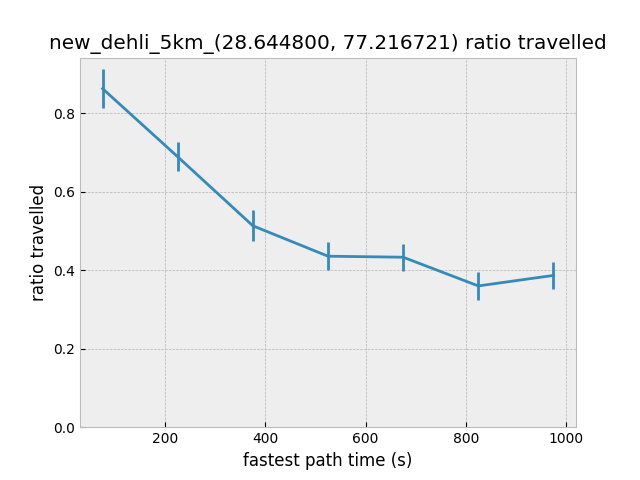 new_dehli_5km_(28.644800, 77.216721) ratio travelled
0.8
0.6
0.4
0.2
0.0
ratio travelled
200 400 600 800 1000
fastest path time (s)